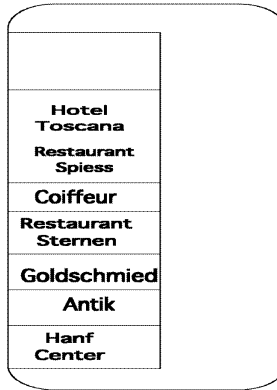 Hotel
Toscana
Restaurant
Spiess
Coiffeur
Restaurant
Sternen
Goldschmied
Antik
Hanf
Center